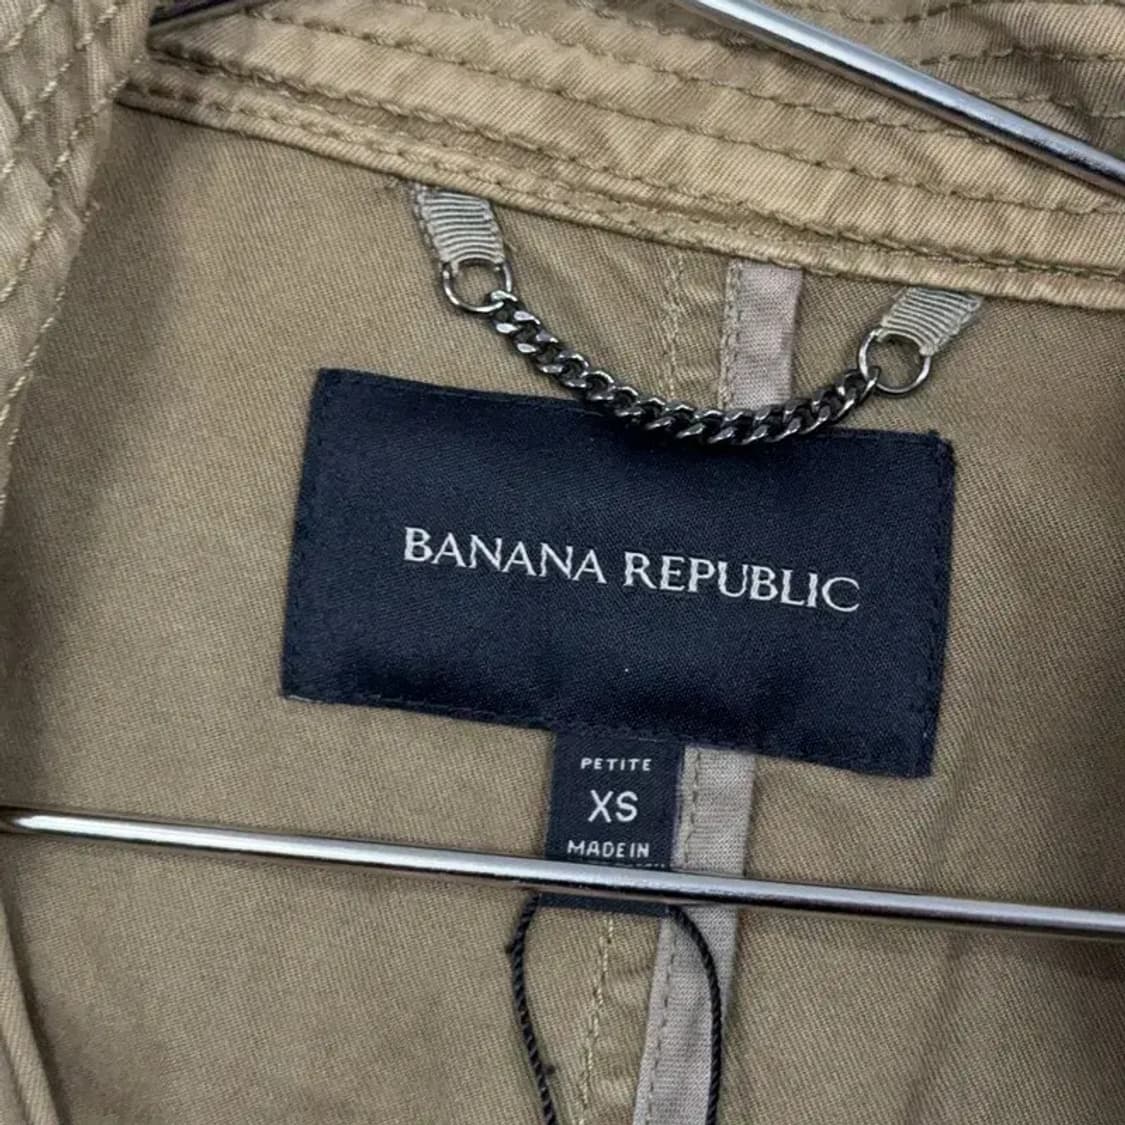 BANANA REPUBLIC
PETITE
XS
MADE IN